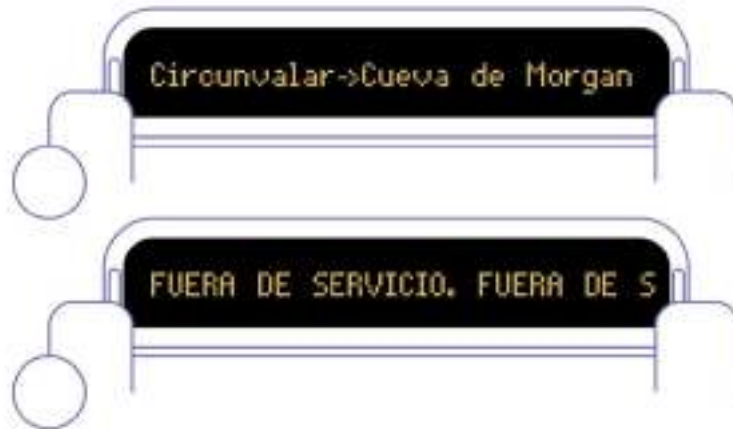 Circunvalar->Cueva de Morgan
FUERA DE SERVICIO. FUERA DE S